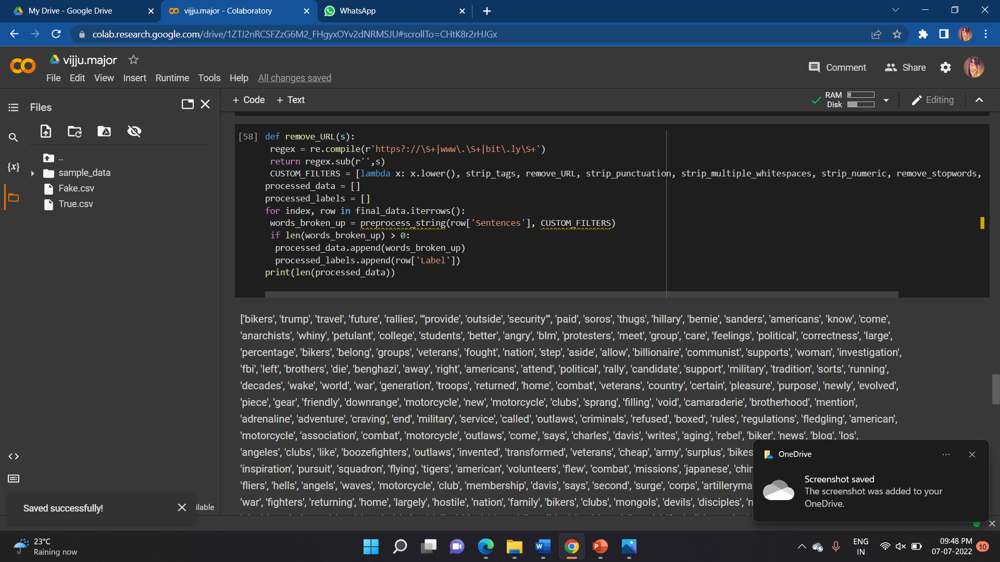 My Drive - Google Drive
vijju.major - Colaboratory
WhatsApp
colab.research.google.com/drive/1ZTJ2nRCSFZzG6M2_FHgyxOYv2dNRMSJU#scrollTo=CHtK8r2rHJGx
vijju.major
File Edit View Insert Runtime Tools Help All changes saved
Comment
Share
Files
+ Code + Text
RAM
Disk
Editing
..
sample_data
Fake.csv
True.csv
{x}
[58] def remove_URL(s):
regex = re.compile(r'https?://\S+|www\.\S+|bit\.ly\S+')
return regex.sub(r'',s)
CUSTOM_FILTERS = [lambda x: x.lower(), strip_tags, remove_URL, strip_punctuation, strip_multiple_whitespaces, strip_numeric, remove_stopwords,
processed_data = []
processed_labels = []
for index, row in final_data.iterrows():
words_broken_up = preprocess_string(row['Sentences'], CUSTOM_FILTERS)
if len(words_broken_up) > 0:
processed_data.append(words_broken_up)
processed_labels.append(row['Label'])
print(len(processed_data))
['bikers', 'trump', 'travel', 'future', 'rallies', '“provide', 'outside', 'security”', 'paid', 'soros', 'thugs', 'hillary', 'bernie', 'sanders', 'americans', 'know', 'come',
'anarchists', 'whiny', 'petulant', 'college', 'students', 'better', 'angry', 'blm', 'protesters', 'meet', 'group', 'care', 'feelings', 'political', 'correctness', 'large',
'percentage', 'bikers', 'belong', 'groups', 'veterans', 'fought', 'nation', 'step', 'aside', 'allow', 'billionaire', 'communist', 'supports', 'woman', 'investigation',
'fbi', 'left', 'brothers', 'die', 'benghazi', 'away', 'right', 'americans', 'attend', 'political', 'rally', 'candidate', 'support', 'military', 'tradition', 'sorts', 'running',
'decades', 'wake', 'world', 'war', 'generation', 'troops', 'returned', 'home', 'combat', 'veterans', 'country', 'certain', 'pleasure', 'purpose', 'newly', 'evolved',
'piece', 'gear', 'friendly', 'downrange', 'motorcycle', 'new', 'motorcycle', 'clubs', 'sprang', 'filling', 'void', 'camaraderie', 'brotherhood', 'mention',
'adrenaline', 'adventure', 'craving', 'end', 'military', 'service', 'called', 'outlaws', 'criminals', 'refused', 'boxed', 'rules', 'regulations', 'fledgling', 'american',
'motorcycle', 'association', 'combat', 'motorcycle', 'outlaws', 'come', 'says', 'charles', 'davis', 'writes', 'aging', 'rebel', 'biker', 'news', 'blog', 'los',
'angeles', 'clubs', 'like', 'boozefighters', 'outlaws', 'invented', 'transformed', 'veterans', 'cheap', 'army', 'surplus', 'bikes
'inspiration', 'pursuit', 'squadron', 'flying', 'tigers', 'american', 'volunteers', 'flew', 'combat', 'missions', 'japanese',
'fliers', 'hells', 'angels', 'waves', 'motorcycle', 'club', 'membership', 'davis', 'says', 'second', 'surge', 'corps', 'artilleryma
'war', 'fighters', 'returning', 'home', 'largely', 'hostile', 'nation', 'family', 'bikers', 'clubs', 'mongols', 'devils', 'disciples',
OneDrive
Screenshot saved
The screenshot was added to your
OneDrive.
Saved successfully!
ilable
23°C
Raining now
ENG
IN
09:48 PM
07-07-2022
10